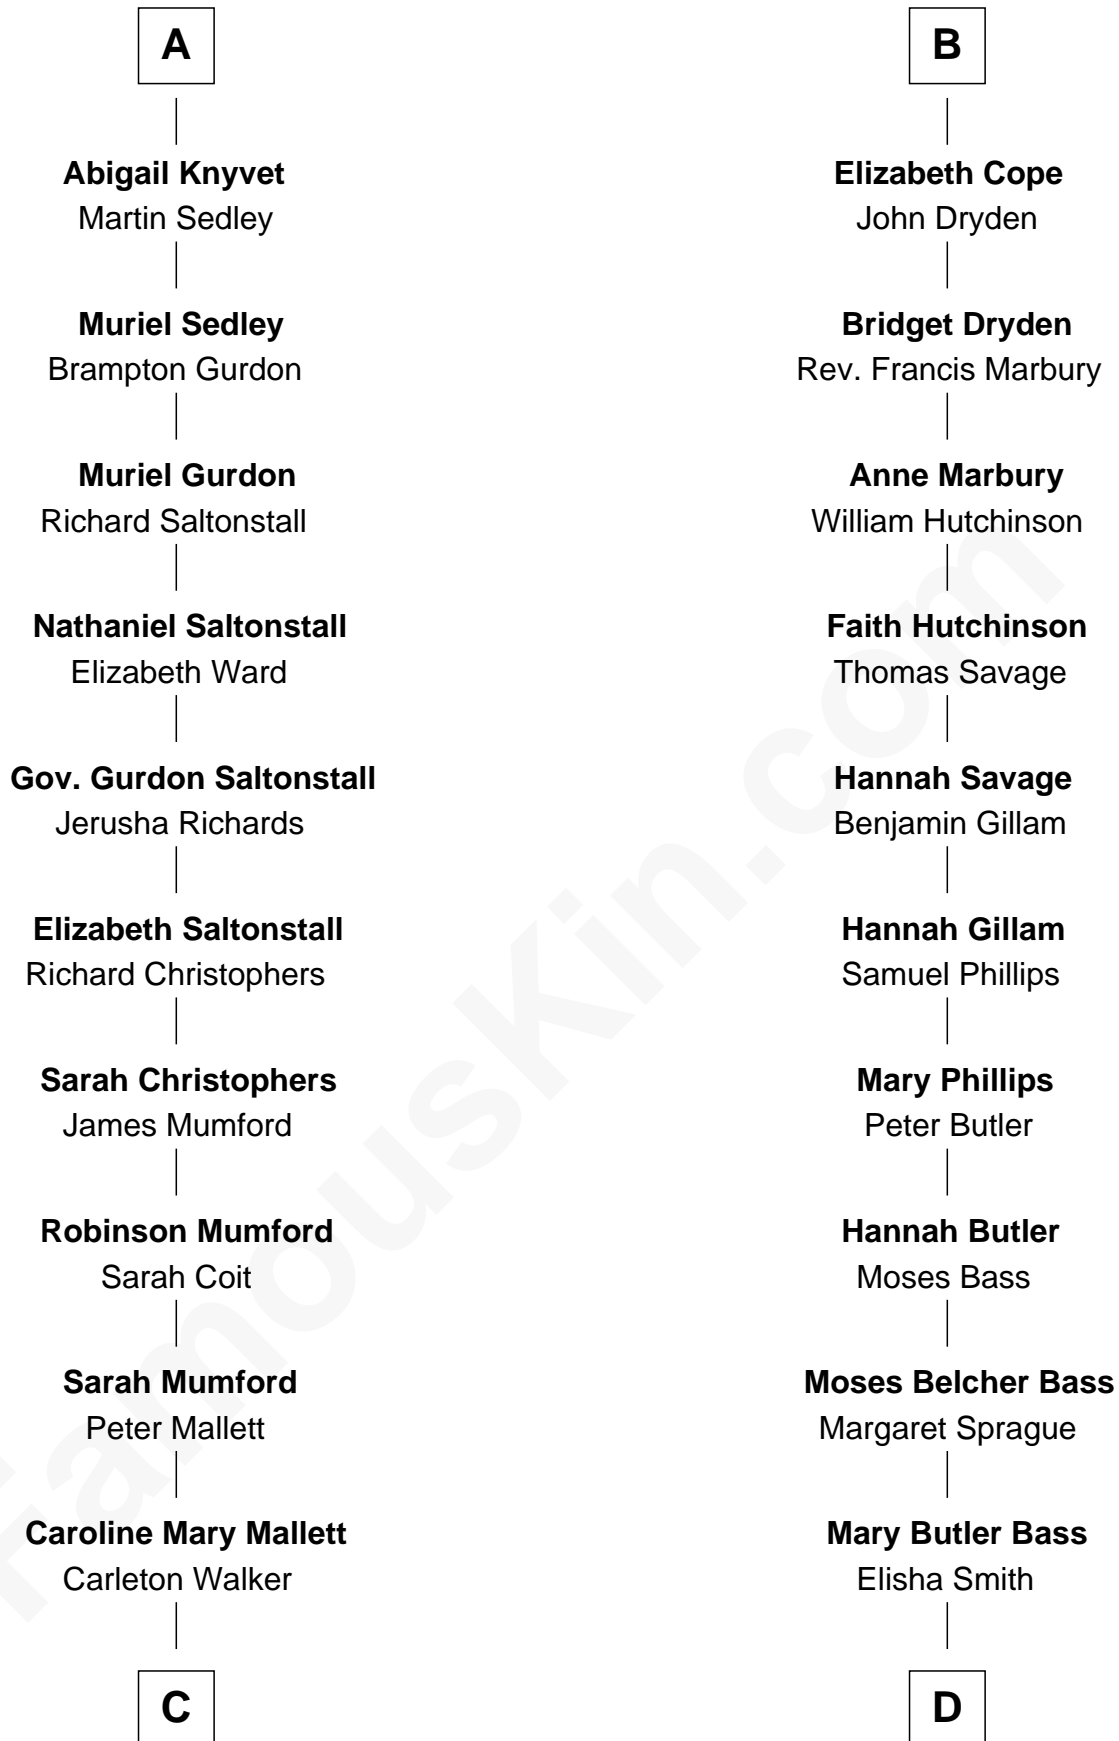 A
Abigail Knyvet
Martin Sedley
Muriel Sedley
Brampton Gurdon
Muriel Gurdon
Richard Saltonstall
Nathaniel Saltonstall
Elizabeth Ward
Gov. Gurdon Saltonstall
Jerusha Richards
Elizabeth Saltonstall
Richard Christophers
Sarah Christophers
James Mumford
Robinson Mumford
Sarah Coit
Sarah Mumford
Peter Mallett
Caroline Mary Mallett
Carleton Walker
C
B
Elizabeth Cope
John Dryden
Bridget Dryden
Rev. Francis Marbury
Anne Marbury
William Hutchinson
Faith Hutchinson
Thomas Savage
Hannah Savage
Benjamin Gillam
Hannah Gillam
Samuel Phillips
Mary Phillips
Peter Butler
Hannah Butler
Moses Bass
Moses Belcher Bass
Margaret Sprague
Mary Butler Bass
Elisha Smith
D
FamousKin.com